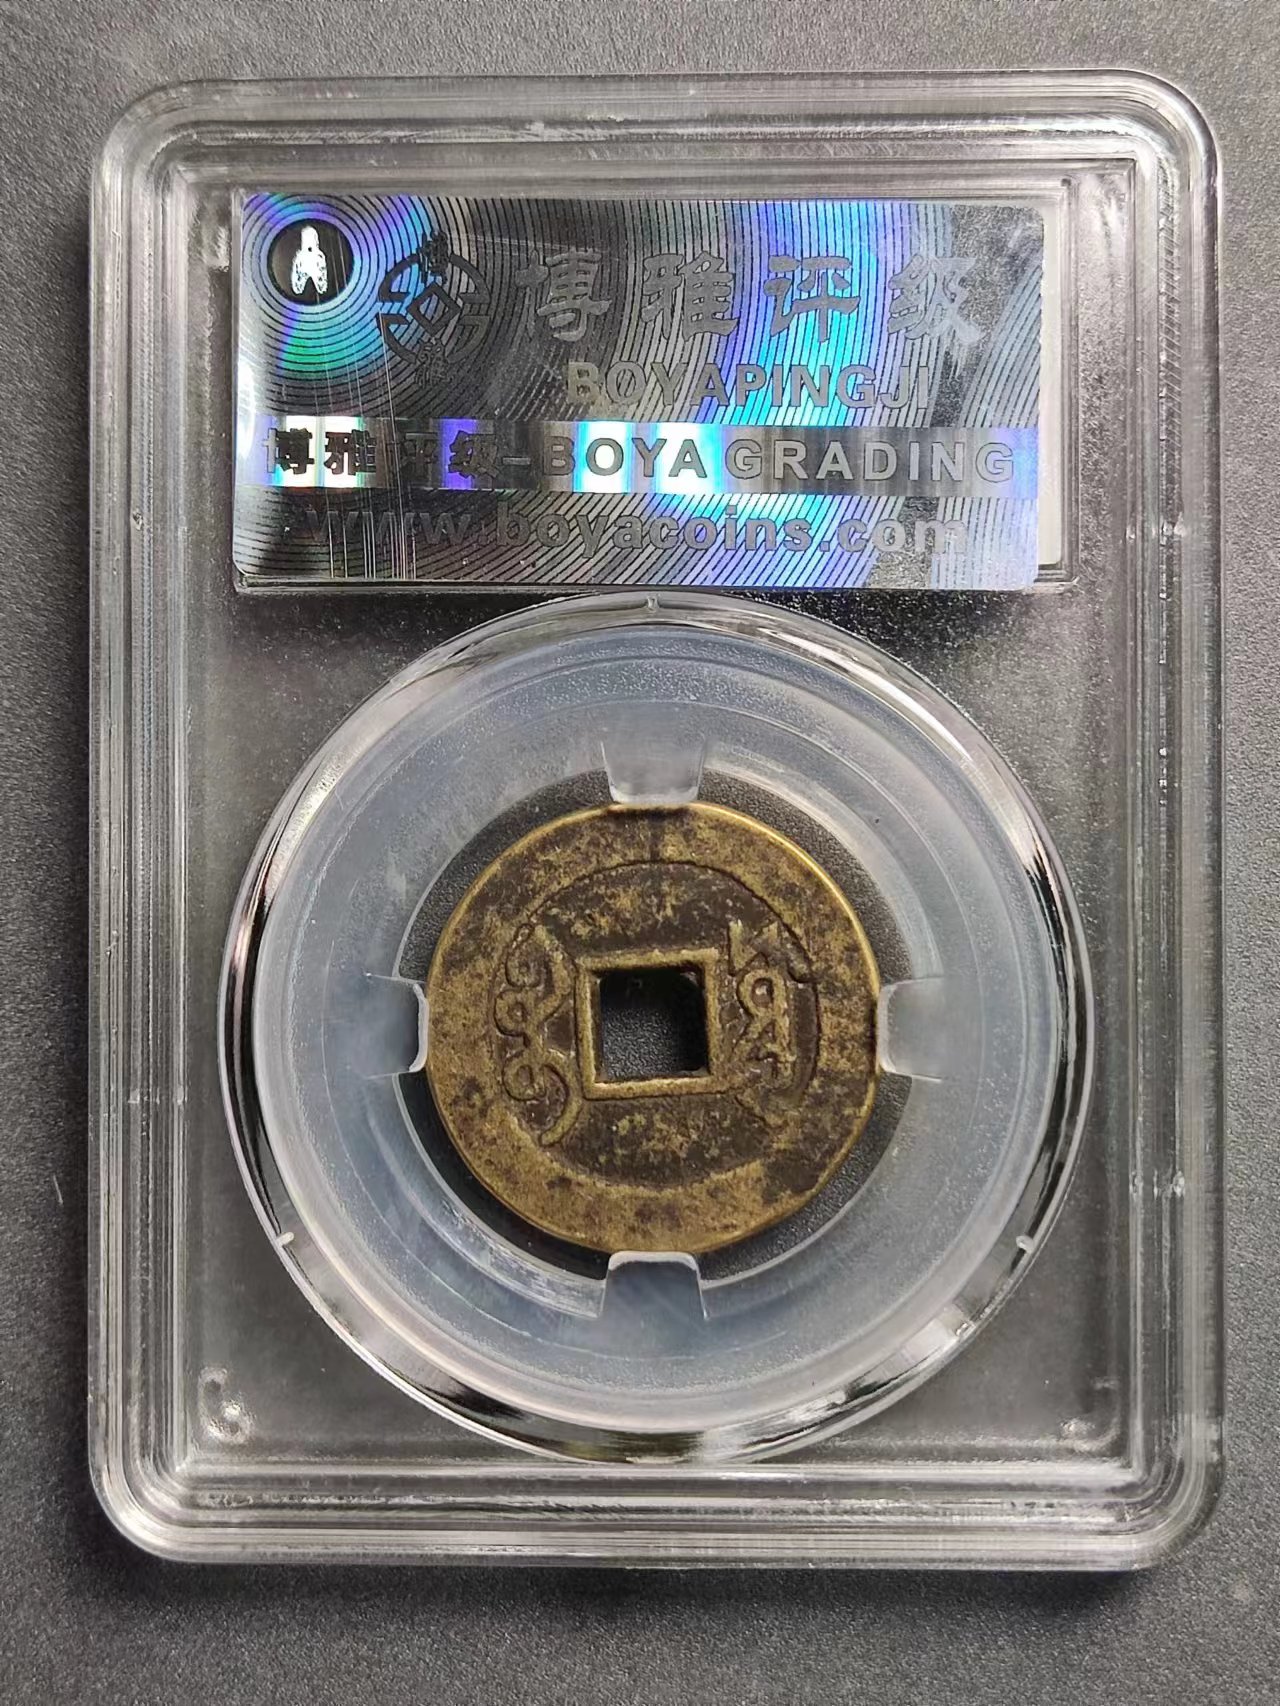 博雅评级
BOYAPINGJI
博雅评级-BOYA GRADING
www.boyacoins.com